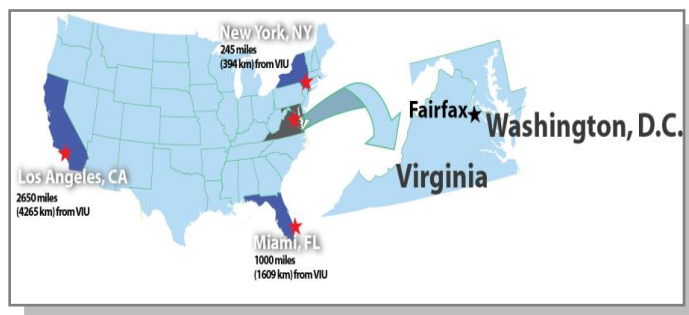 New York, NY
245 miles
(394 km) from VIU
Los Angeles, CA
2650 miles
(4265 km) from VIU
Miami, FL
1000 miles
(1609 km) from VIU
Fairfax
Washington, D.C.
Virginia